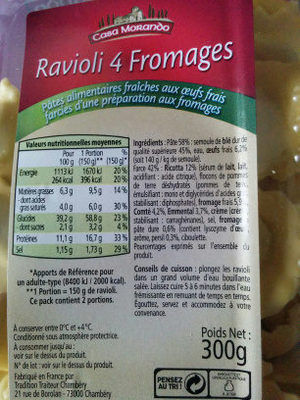 Casa Morando
Ravioli 4 Fromages
Pâtes alimentaires fraîches aux œufs frais
farcies d'une préparation aux fromages
Valeurs nutritionnelles moyennes
Pour 1 Portion %
100 g (150 g)** (150 g)*
Energie 1113 kJ 1670 kJ 20 %
264 kcal 396 kcal 20 %
Matières grasses 6,3 g 9,5 g 14 %
- dont acides
gras saturés 4,0 g 6,0 g 30 %
Glucides 39,2 g 58,8 g 23 %
- dont sucres 2,1 g 3,2 g 4 %
Protéines 11,1 g 16,7 g 33 %
Sel 1,15 g 1,73 g 29 %
*Apports de Référence pour
un adulte-type (8400 kJ / 2000 kcal).
**1 Portion = 150 g de ravioli.
Ce pack contient 2 portions.
A conserver entre 0°C et +4°C.
Conditionné sous atmosphère protectrice.
A consommer jusqu'au :
voir sur le dessus du produit.
N° de lot : voir sur le dessus du produit.
Fabriqué en France par
Tradition Traiteur Chambéry
21 rue de Boroian - 73000 Chambéry
Ingrédients : Pâte 58% : semoule de blé dur de
qualité supérieure 45%, eau, œufs frais 6,2%
(soit 140 g / kg de semoule).
Farce 42% : Ricotta 12% (sérum de lait, lait,
acidifiant : acide citrique), flocons de pommes
de terre déshydratés (pommes de terre,
émulsifiant : mono et diglycérides d'acides gras,
stabilisant : diphosphates), fromage frais
Comté 4,2%, Emmental 3,7%, crème
stabilisant : carraghénanes), sel, fromage
pâte dure 0,6% (contient lysozyme d'œuf),
arôme, persil 0,3%, ciboulette.
Pourcentages exprimés sur l'ensemble du
produit.
Conseils de cuisson : plongez les ravioli
dans un grand volume d'eau bouillante
salée. Laissez cuire 5 à 6 minutes dans l'eau
frémissante en remuant de temps en temps.
Égouttez, servez et accommodez à votre
convenance.
Poids Net :
300g
PENSEZ
AU TRI !